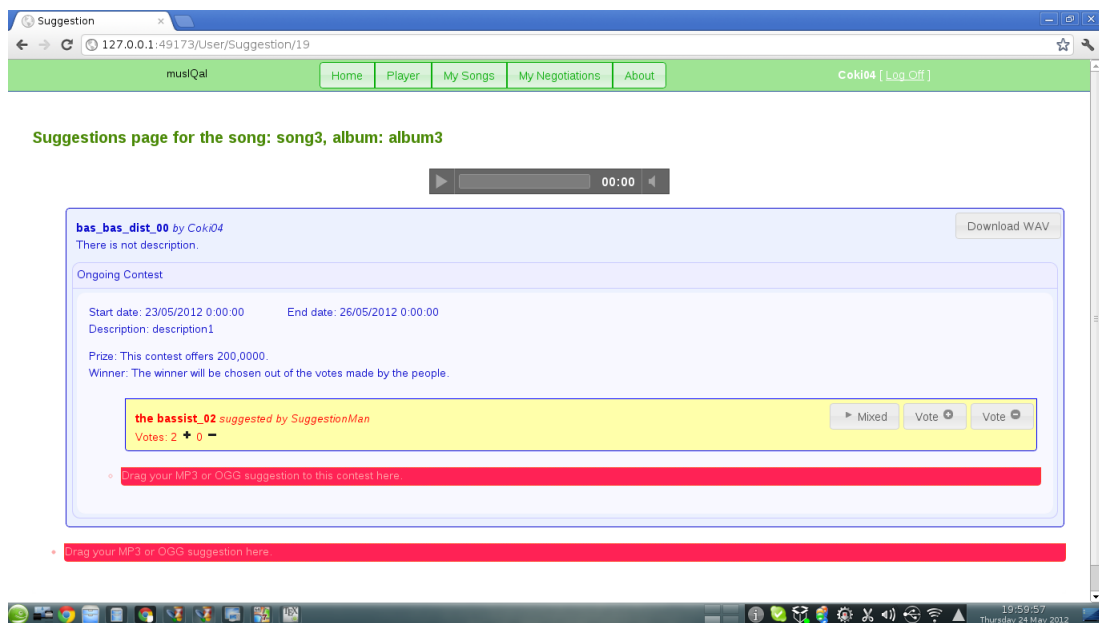 Suggestion
127.0.0.1:49173/User/Suggestion/19
musIQal Home Player My Songs My Negotiations About Coki04 [ Log Off ]
Suggestions page for the song: song3, album: album3
00:00
bas_bas_dist_00 by Coki04 Download WAV
There is not description.
Ongoing Contest
Start date: 23/05/2012 0:00:00 End date: 26/05/2012 0:00:00
Description: description1
Prize: This contest offers 200,0000.
Winner: The winner will be chosen out of the votes made by the people.
the bassist_02 suggested by SuggestionMan Mixed Vote Vote
Votes: 2 + 0 -
Drag your MP3 or OGG suggestion to this contest here.
Drag your MP3 or OGG suggestion here.
19:59:57
Thursday 24 May 2012